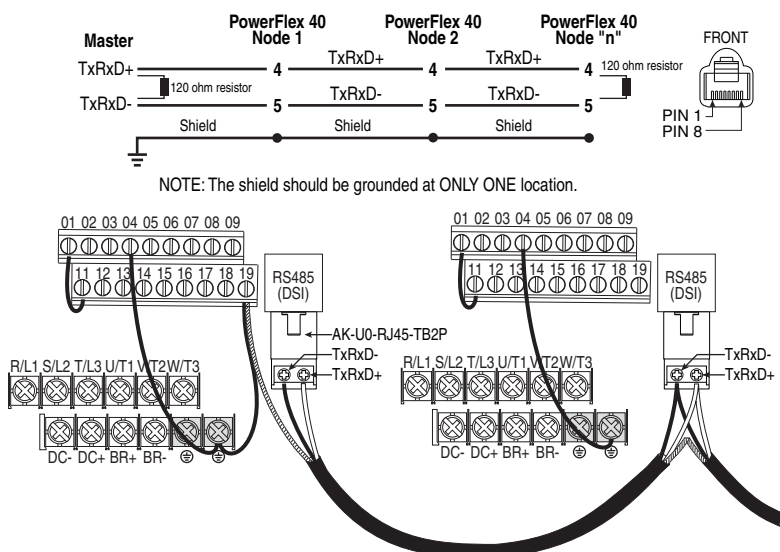 Master
PowerFlex 40
Node 1
PowerFlex 40
Node 2
PowerFlex 40
Node "n"
FRONT
TxRxD+
4
TxRxD+
4
TxRxD+
4
120 ohm resistor
120 ohm resistor
TxRxD-
5
TxRxD-
5
TxRxD-
5
PIN 1
PIN 8
Shield
Shield
Shield
NOTE: The shield should be grounded at ONLY ONE location.
01 02 03 04 05 06 07 08 09
11 12 13 14 15 16 17 18 19
RS485
(DSI)
AK-U0-RJ45-TB2P
TxRxD-
TxRxD+
R/L1 S/L2 T/L3 U/T1 V/T2 W/T3
DC- DC+ BR+ BR-
01 02 03 04 05 06 07 08 09
11 12 13 14 15 16 17 18 19
RS485
(DSI)
TxRxD-
TxRxD+
R/L1 S/L2 T/L3 U/T1 V/T2 W/T3
DC- DC+ BR+ BR-